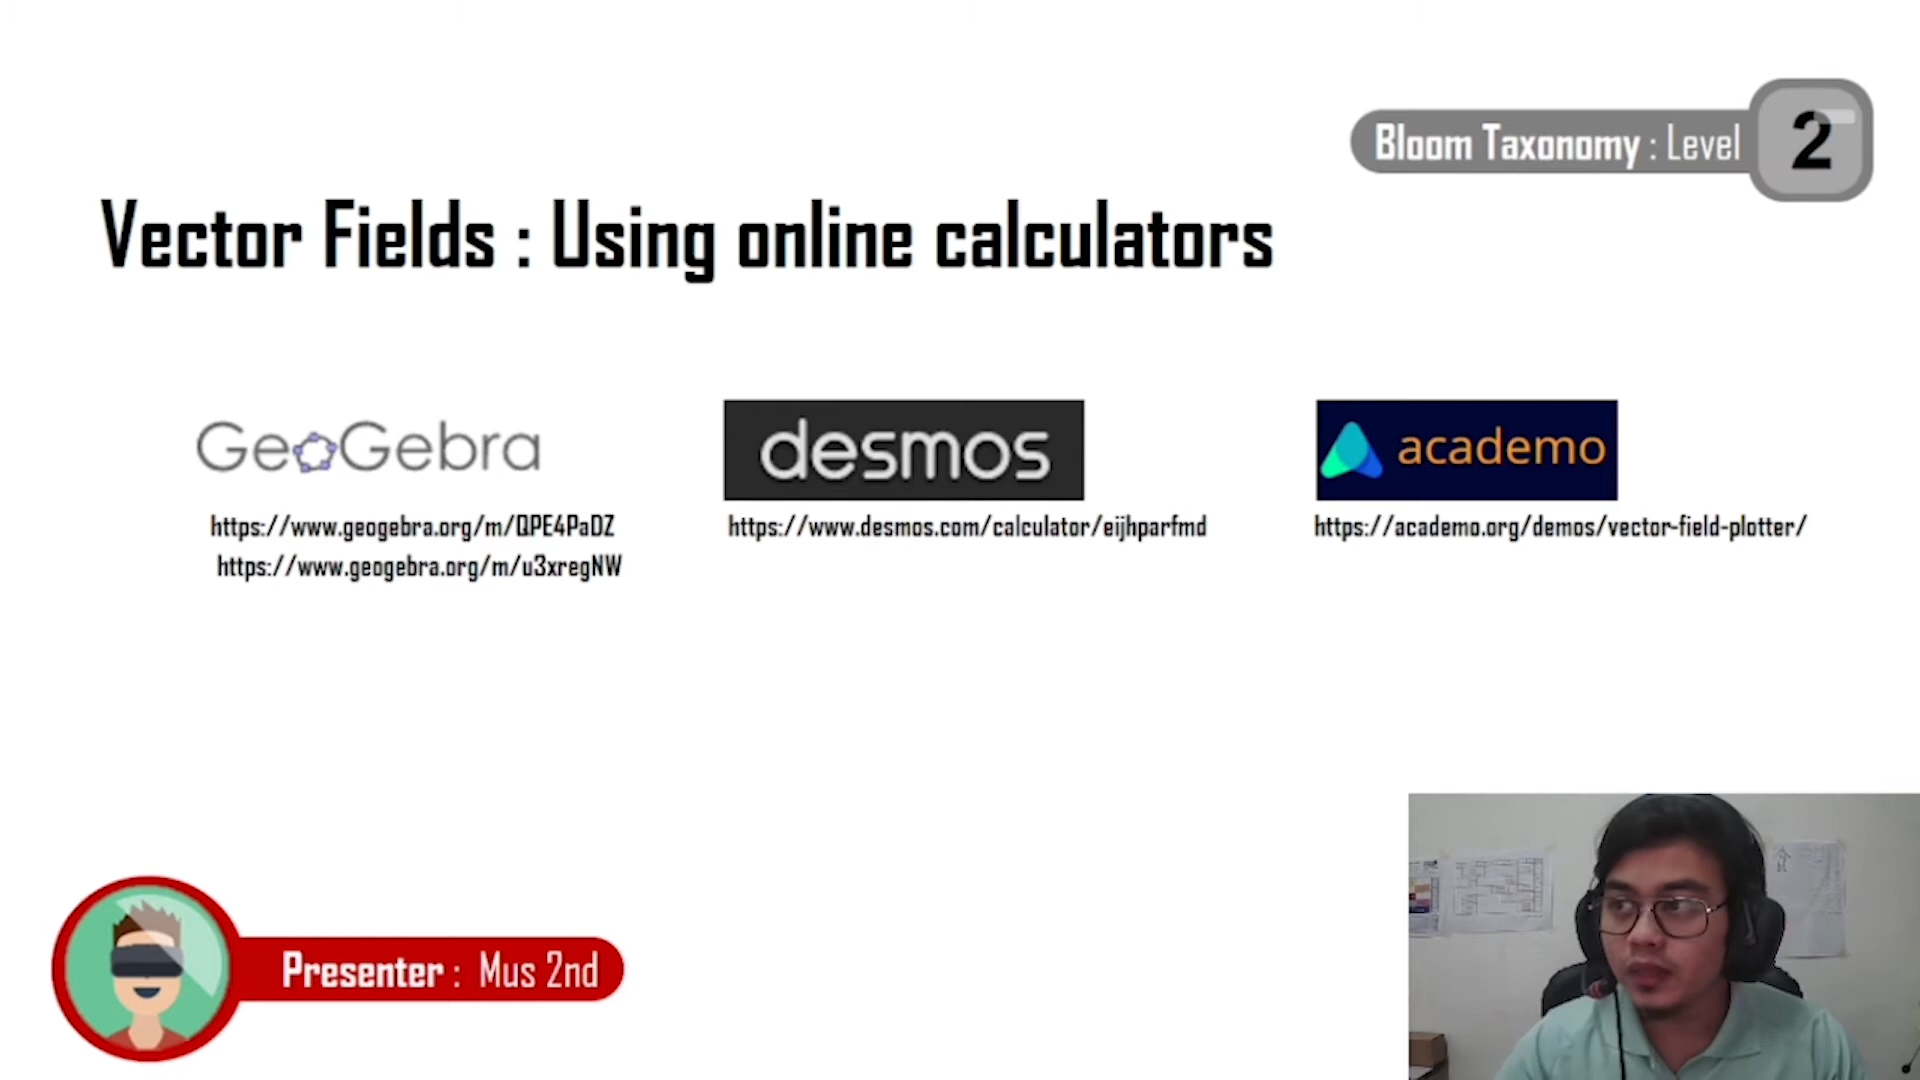 Bloom Taxonomy : Level 2
Vector Fields : Using online calculators
GeoGebra
https://www.geogebra.org/m/QPE4PaDZ
https://www.geogebra.org/m/u3xregNW
desmos
https://www.desmos.com/calculator/eijhparfmd
academo
https://academo.org/demos/vector-field-plotter/
Presenter : Mus 2nd